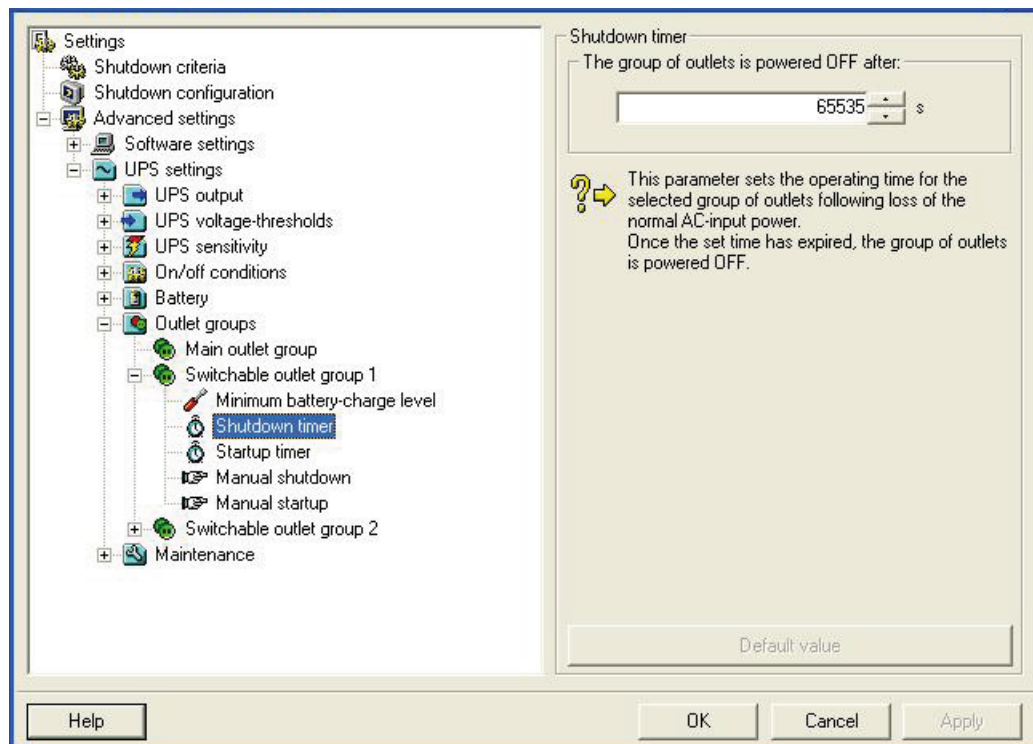 Settings
Shutdown criteria
Shutdown configuration
Advanced settings
Software settings
UPS settings
UPS output
UPS voltage-thresholds
UPS sensitivity
On/off conditions
Battery
Outlet groups
Main outlet group
Switchable outlet group 1
Minimum battery-charge level
Shutdown timer
Startup timer
Manual shutdown
Manual startup
Switchable outlet group 2
Maintenance
Shutdown timer
The group of outlets is powered OFF after:
65535 s
This parameter sets the operating time for the
selected group of outlets following loss of the
normal AC-input power.
Once the set time has expired, the group of outlets
is powered OFF.
Default value
Help
OK
Cancel
Apply